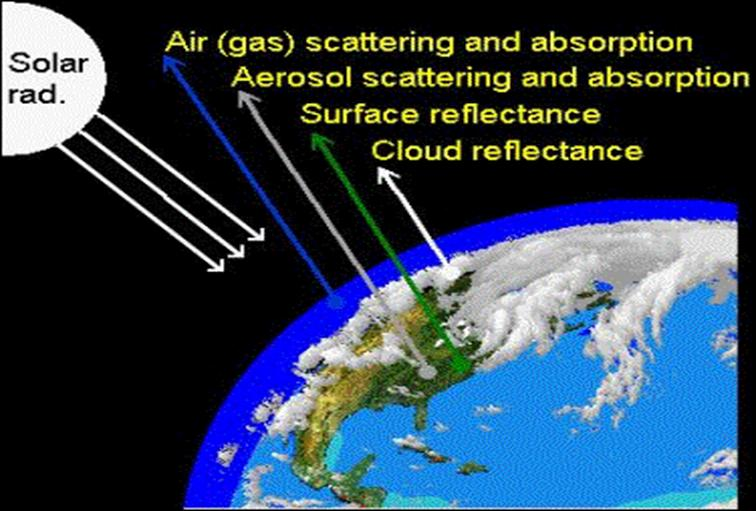 Solar
rad.
Air (gas) scattering and absorption
Aerosol scattering and absorption
Surface reflectance
Cloud reflectance